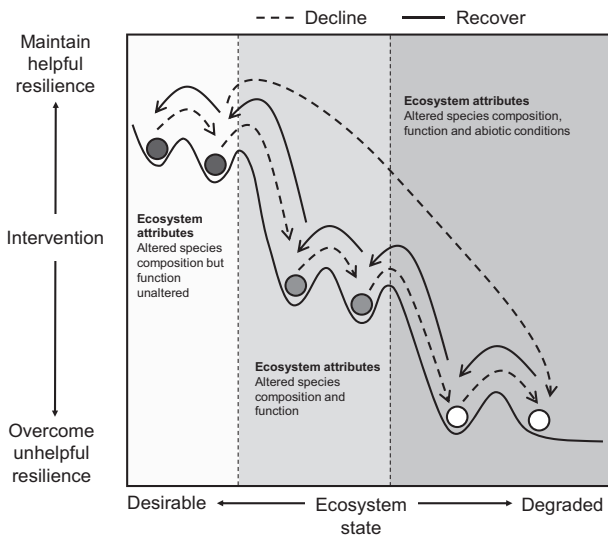 Decline
Recover
Maintain
helpful
resilience
Intervention
Overcome
unhelpful
resilience
Ecosystem
attributes
Altered species
composition but
function
unaltered
Ecosystem attributes
Altered species
composition and
function
Ecosystem attributes
Altered species composition,
function and abiotic conditions
Desirable
Ecosystem
state
Degraded